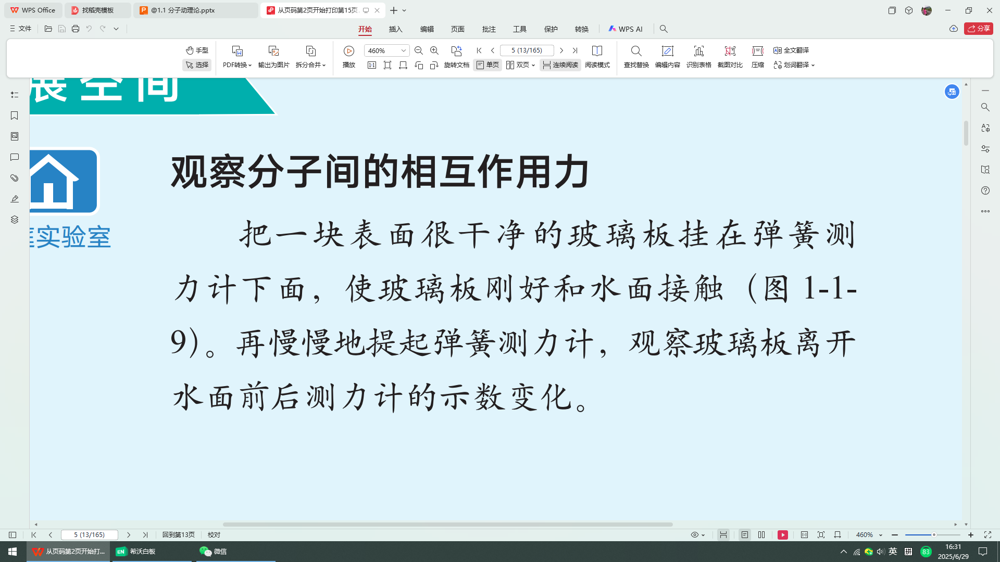 WPS Office
找稻壳模板
@1.1 分子动理论.pptx
从页码第2页开始打印第15页
文件
开始
插入
编辑
页面
批注
工具
保护
转换
WPS AI
分享
手型
选择
PDF转换
输出为图片
拆分合并
播放
460%
旋转文档
5 (13/165)
单页
双页
连续阅读
阅读模式
查找替换
编辑内容
识别表格
截图对比
压缩
全文翻译
划词翻译
展空间
实验室
观察分子间的相互作用力
把一块表面很干净的玻璃板挂在弹簧测
力计下面，使玻璃板刚好和水面接触（图 1-1-
9）。再慢慢地提起弹簧测力计，观察玻璃板离开
水面前后测力计的示数变化。
5 (13/165)
回到第13页
校对
460%
从页码第2页开始打...
EN 希沃白板
微信
英
拼
83
16:31
2025/6/29